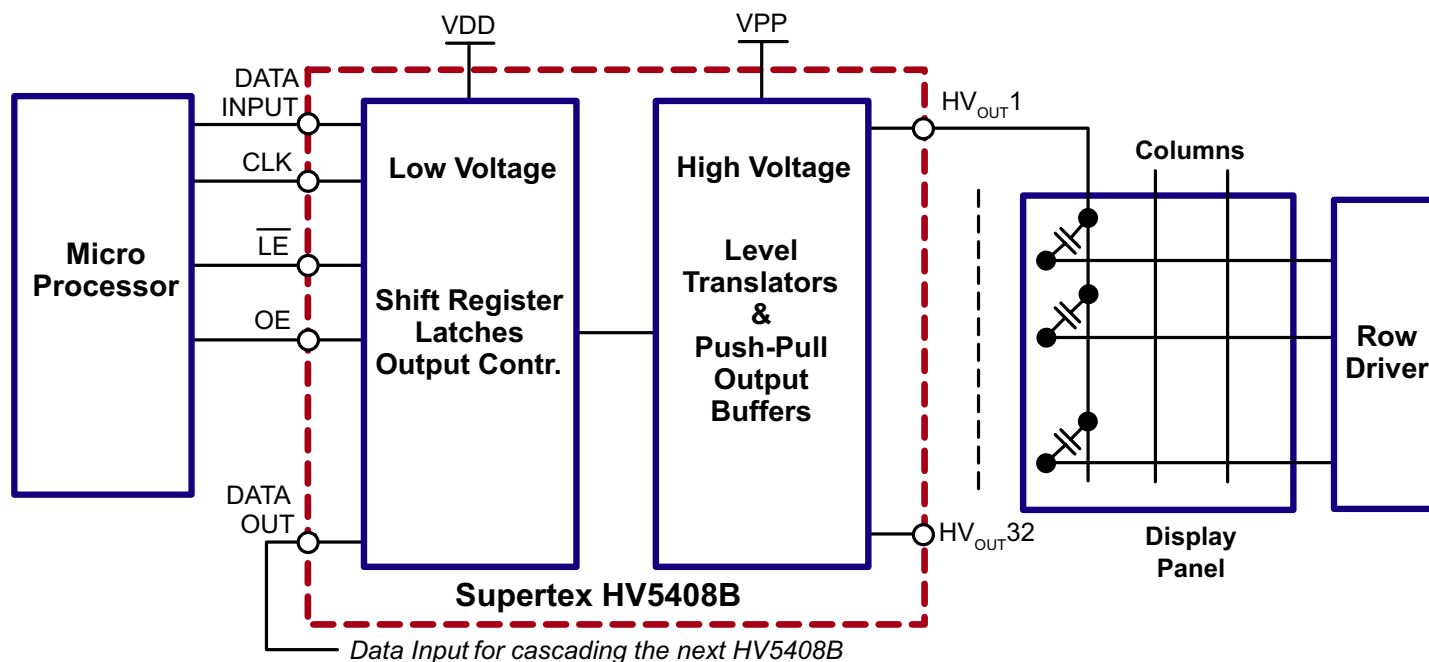 VDD
VPP
DATA
INPUT
CLK
L̅E̅
OE
DATA
OUT
Micro
Processor
Low Voltage
Shift Register
Latches
Output Contr.
High Voltage
Level
Translators
&
Push-Pull
Output
Buffers
HVOUT1
HVOUT32
Supertex HV5408B
Data Input for cascading the next HV5408B
Columns
Display
Panel
Row
Driver